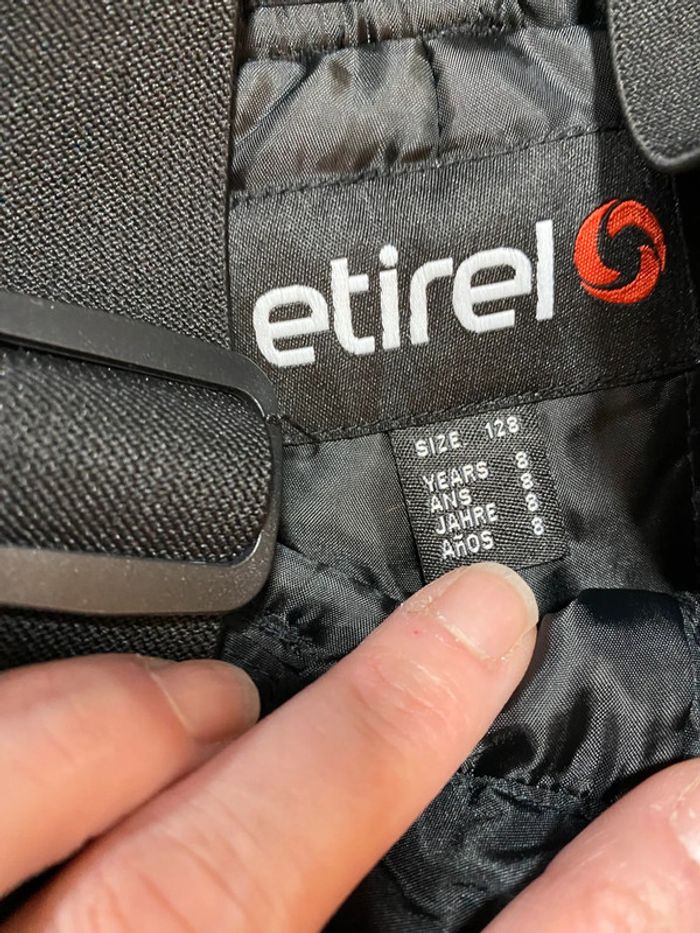 etirel
SIZE 128
YEARS 8
ANS 8
JAHRE 8
AñOS 8